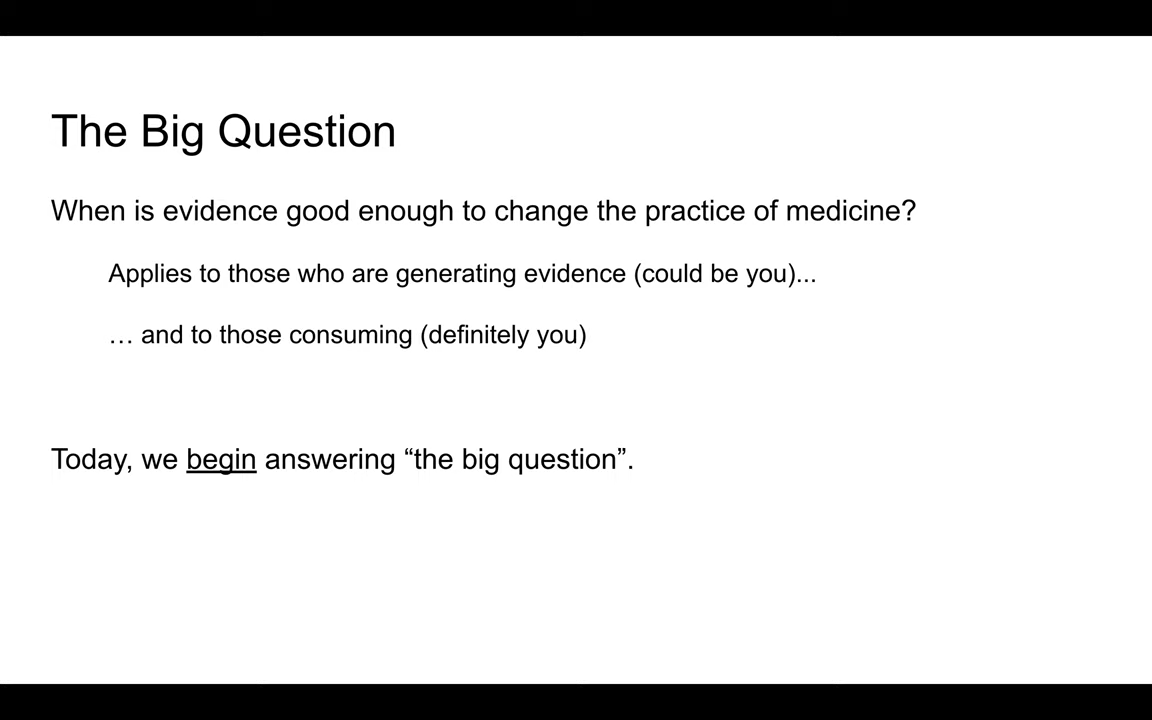 The Big Question
When is evidence good enough to change the practice of medicine?
Applies to those who are generating evidence (could be you)...
… and to those consuming (definitely you)
Today, we begin answering “the big question”.